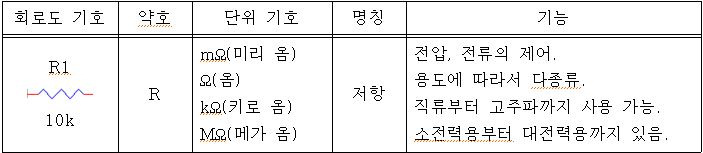 회로도 기호 약호 단위 기호 명칭 기능
R1
10k
R
mΩ(미리 옴)
Ω(옴)
kΩ(키로 옴)
MΩ(메가 옴)
저항
전압, 전류의 제어.
용도에 따라서 다종류.
직류부터 고주파까지 사용 가능.
소전력용부터 대전력용까지 있음.